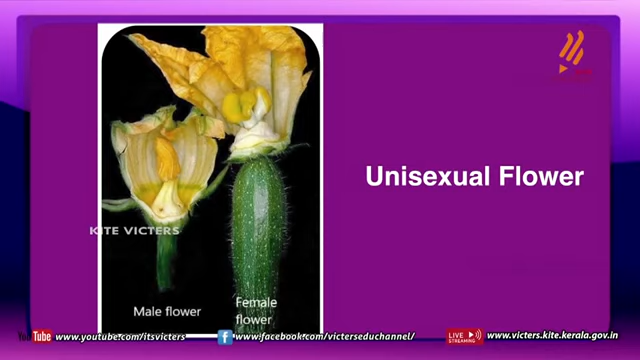 Unisexual Flower
KITE VICTERS
Male flower
Female
flower
YouTube www.youtube.com/itsvicters
f www.facebook.com/victerseduchannel/
LIVE
STREAMING
www.victers.kite.kerala.gov.in